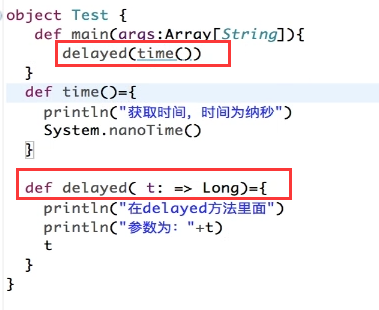 object Test {
def main(args:Array[String]){
delayed(time())
}
def time()={
println("获取时间，时间为纳秒")
System.nanoTime()
}
def delayed( t: => Long)={
println("在delayed方法里面")
println("参数为："+t)
t
}
}